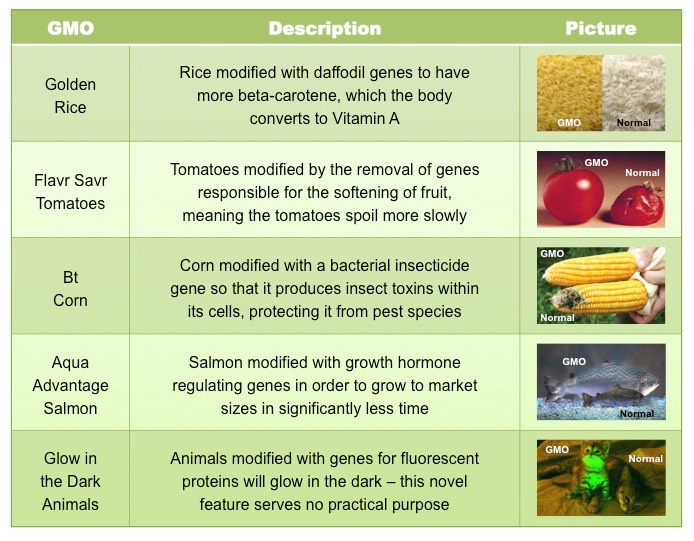 GMO Description Picture
Golden
Rice
Rice modified with daffodil genes to have
more beta-carotene, which the body
converts to Vitamin A
GMO Normal
Flavr Savr
Tomatoes
Tomatoes modified by the removal of genes
responsible for the softening of fruit,
meaning the tomatoes spoil more slowly
GMO
Normal
Bt
Corn
Corn modified with a bacterial insecticide
gene so that it produces insect toxins within
its cells, protecting it from pest species
GMO
Normal
Aqua
Advantage
Salmon
Salmon modified with growth hormone
regulating genes in order to grow to market
sizes in significantly less time
GMO
Normal
Glow in
the Dark
Animals
Animals modified with genes for fluorescent
proteins will glow in the dark – this novel
feature serves no practical purpose
GMO
Normal